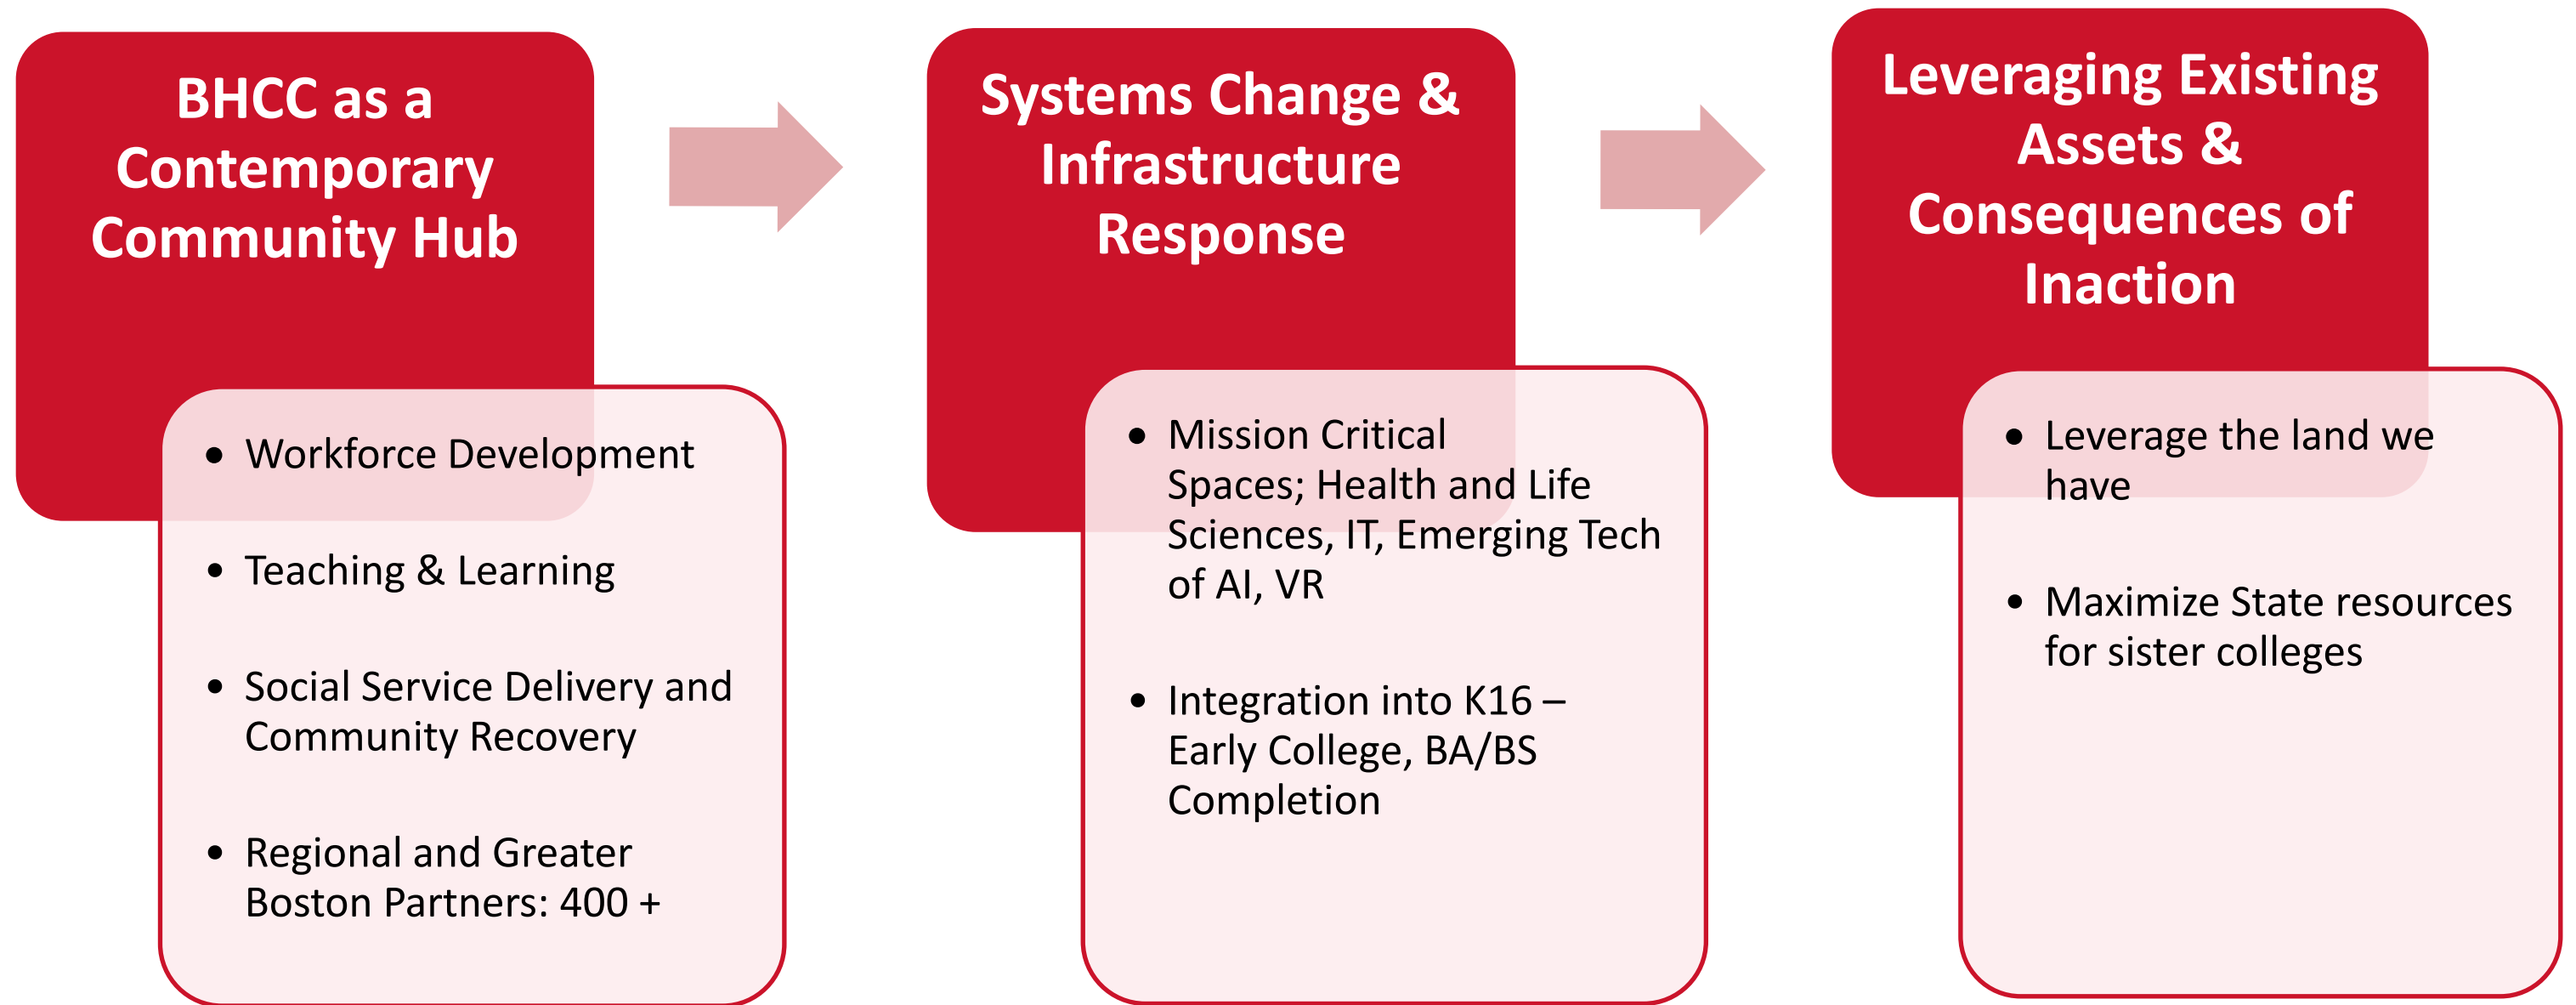 BHCC as a
Contemporary
Community Hub
• Workforce Development
• Teaching & Learning
• Social Service Delivery and
Community Recovery
• Regional and Greater
Boston Partners: 400 +
Systems Change &
Infrastructure
Response
• Mission Critical
Spaces; Health and Life
Sciences, IT, Emerging Tech
of AI, VR
• Integration into K16 –
Early College, BA/BS
Completion
Leveraging Existing
Assets &
Consequences of
Inaction
• Leverage the land we
have
• Maximize State resources
for sister colleges